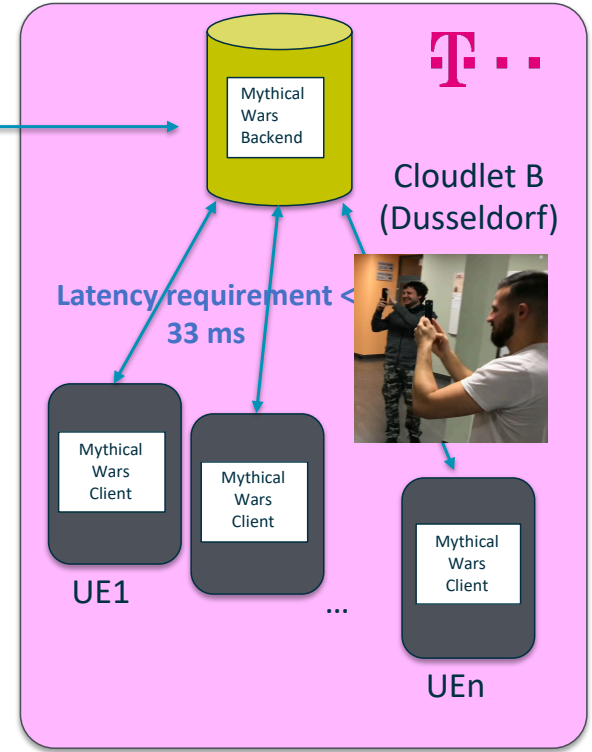 Mythical
Wars
Backend
T
Cloudlet B
(Dusseldorf)
Latency requirement <
33 ms
Mythical
Wars
Client
UE1
Mythical
Wars
Client
...
Mythical
Wars
Client
UEn